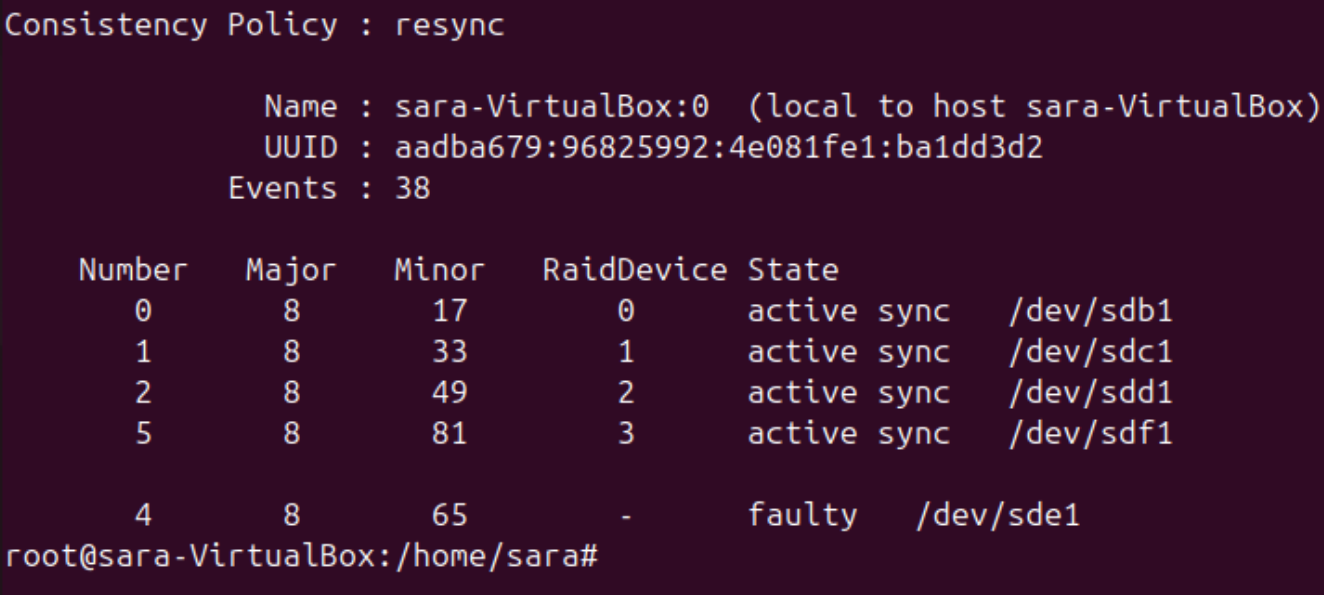 Consistency Policy : resync
Name : sara-VirtualBox:0  (local to host sara-VirtualBox)
UUID : aadba679:96825992:4e081fe1:ba1dd3d2
Events : 38
Number   Major   Minor   RaidDevice State
0       8       17        0      active sync   /dev/sdb1
1       8       33        1      active sync   /dev/sdc1
2       8       49        2      active sync   /dev/sdd1
5       8       81        3      active sync   /dev/sdf1
4       8       65        -      faulty   /dev/sde1
root@sara-VirtualBox:/home/sara#